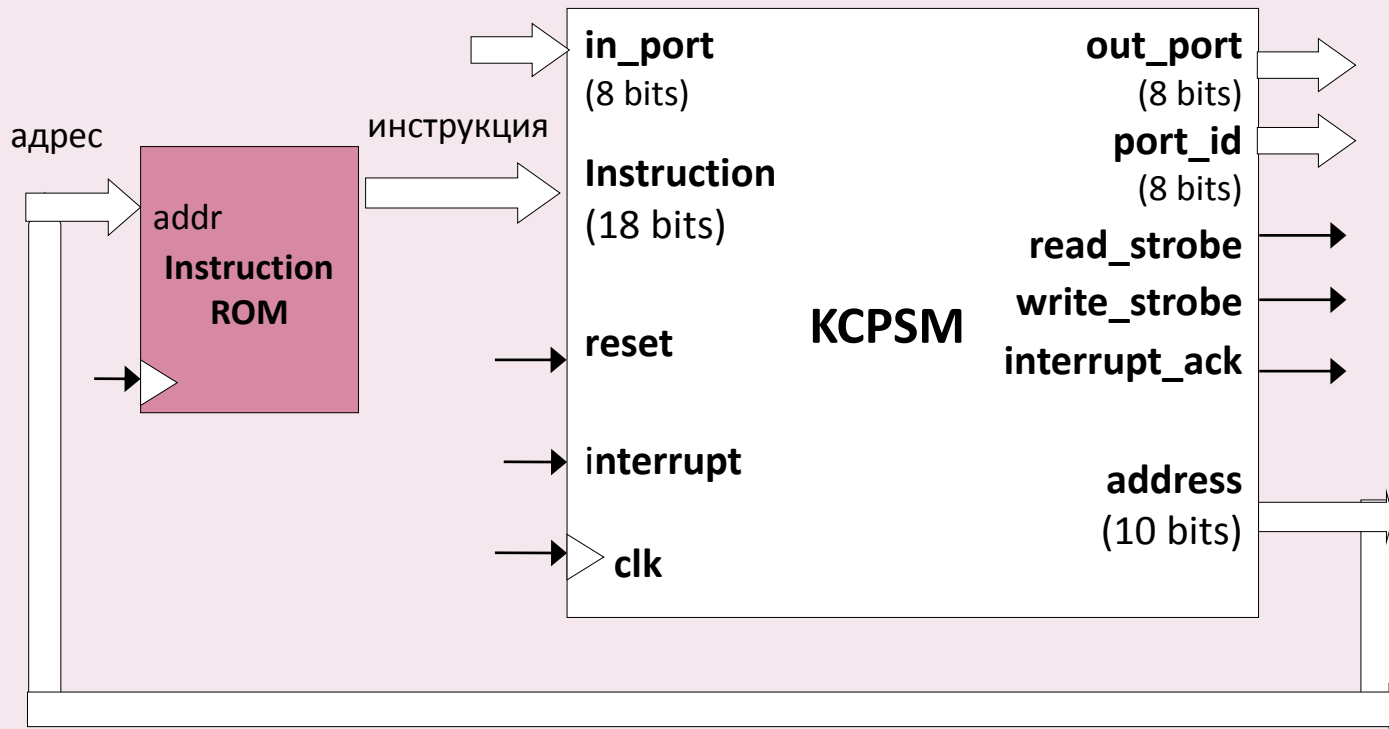 адрес
addr
Instruction
ROM
инструкция
in_port
(8 bits)
Instruction
(18 bits)
reset
interrupt
clk
KCPSM
out_port
(8 bits)
port_id
(8 bits)
read_strobe
write_strobe
interrupt_ack
address
(10 bits)